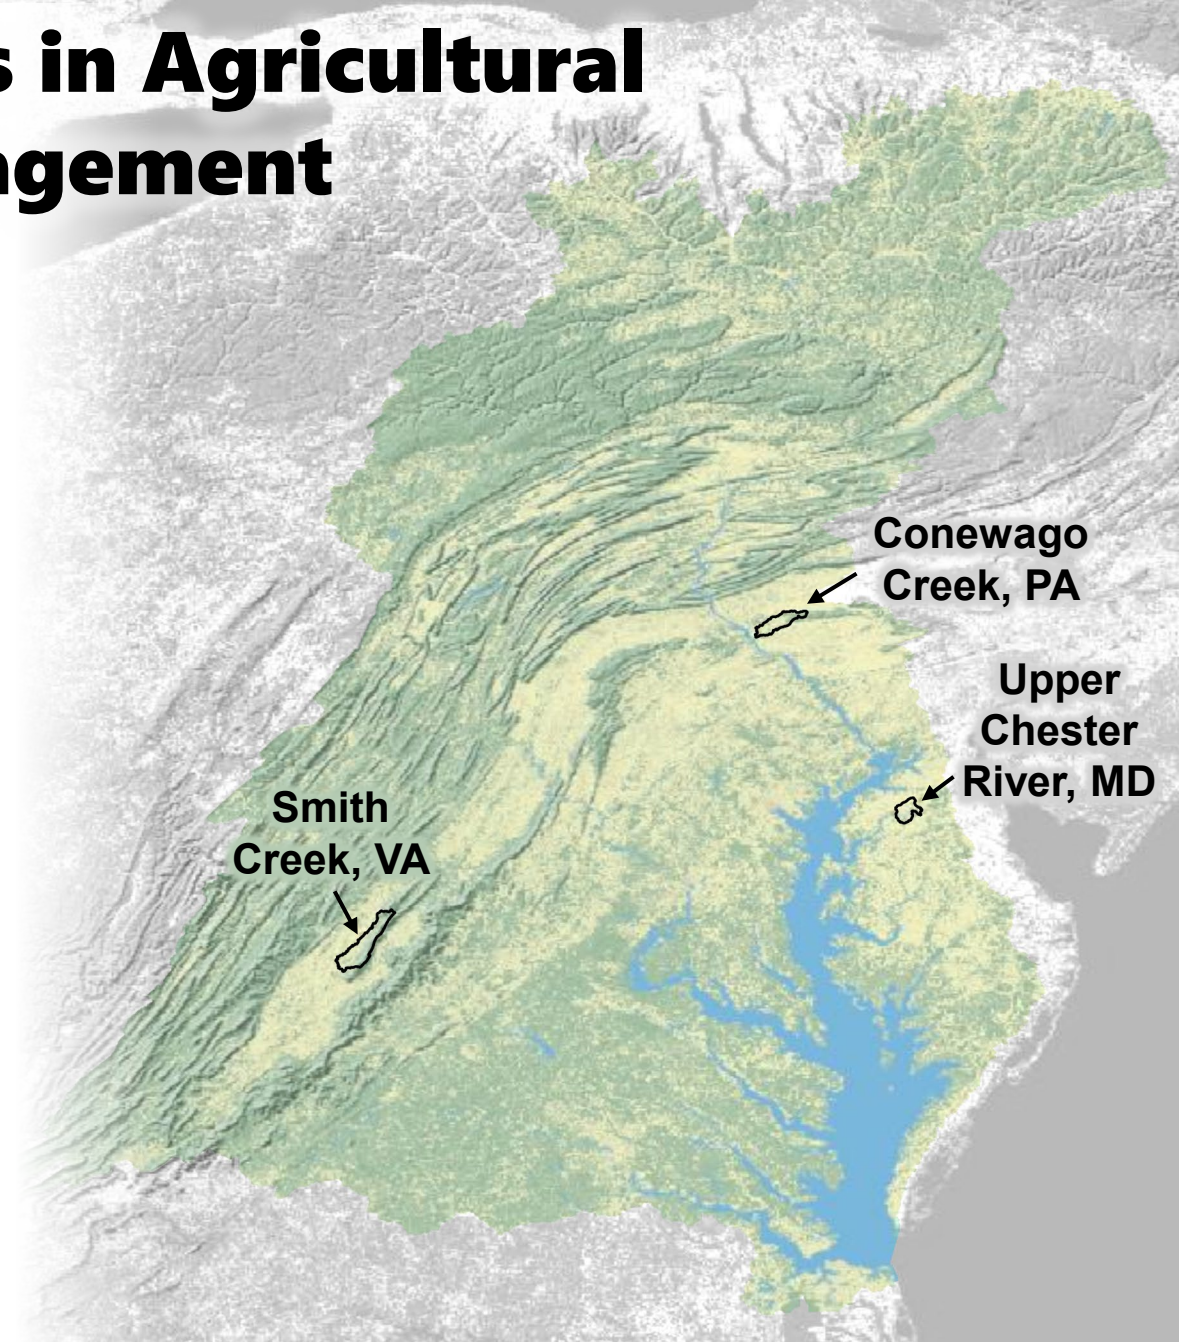 s in Agricultural
agement
Conewago
Creek, PA
Upper
Chester
River, MD
Smith
Creek, VA